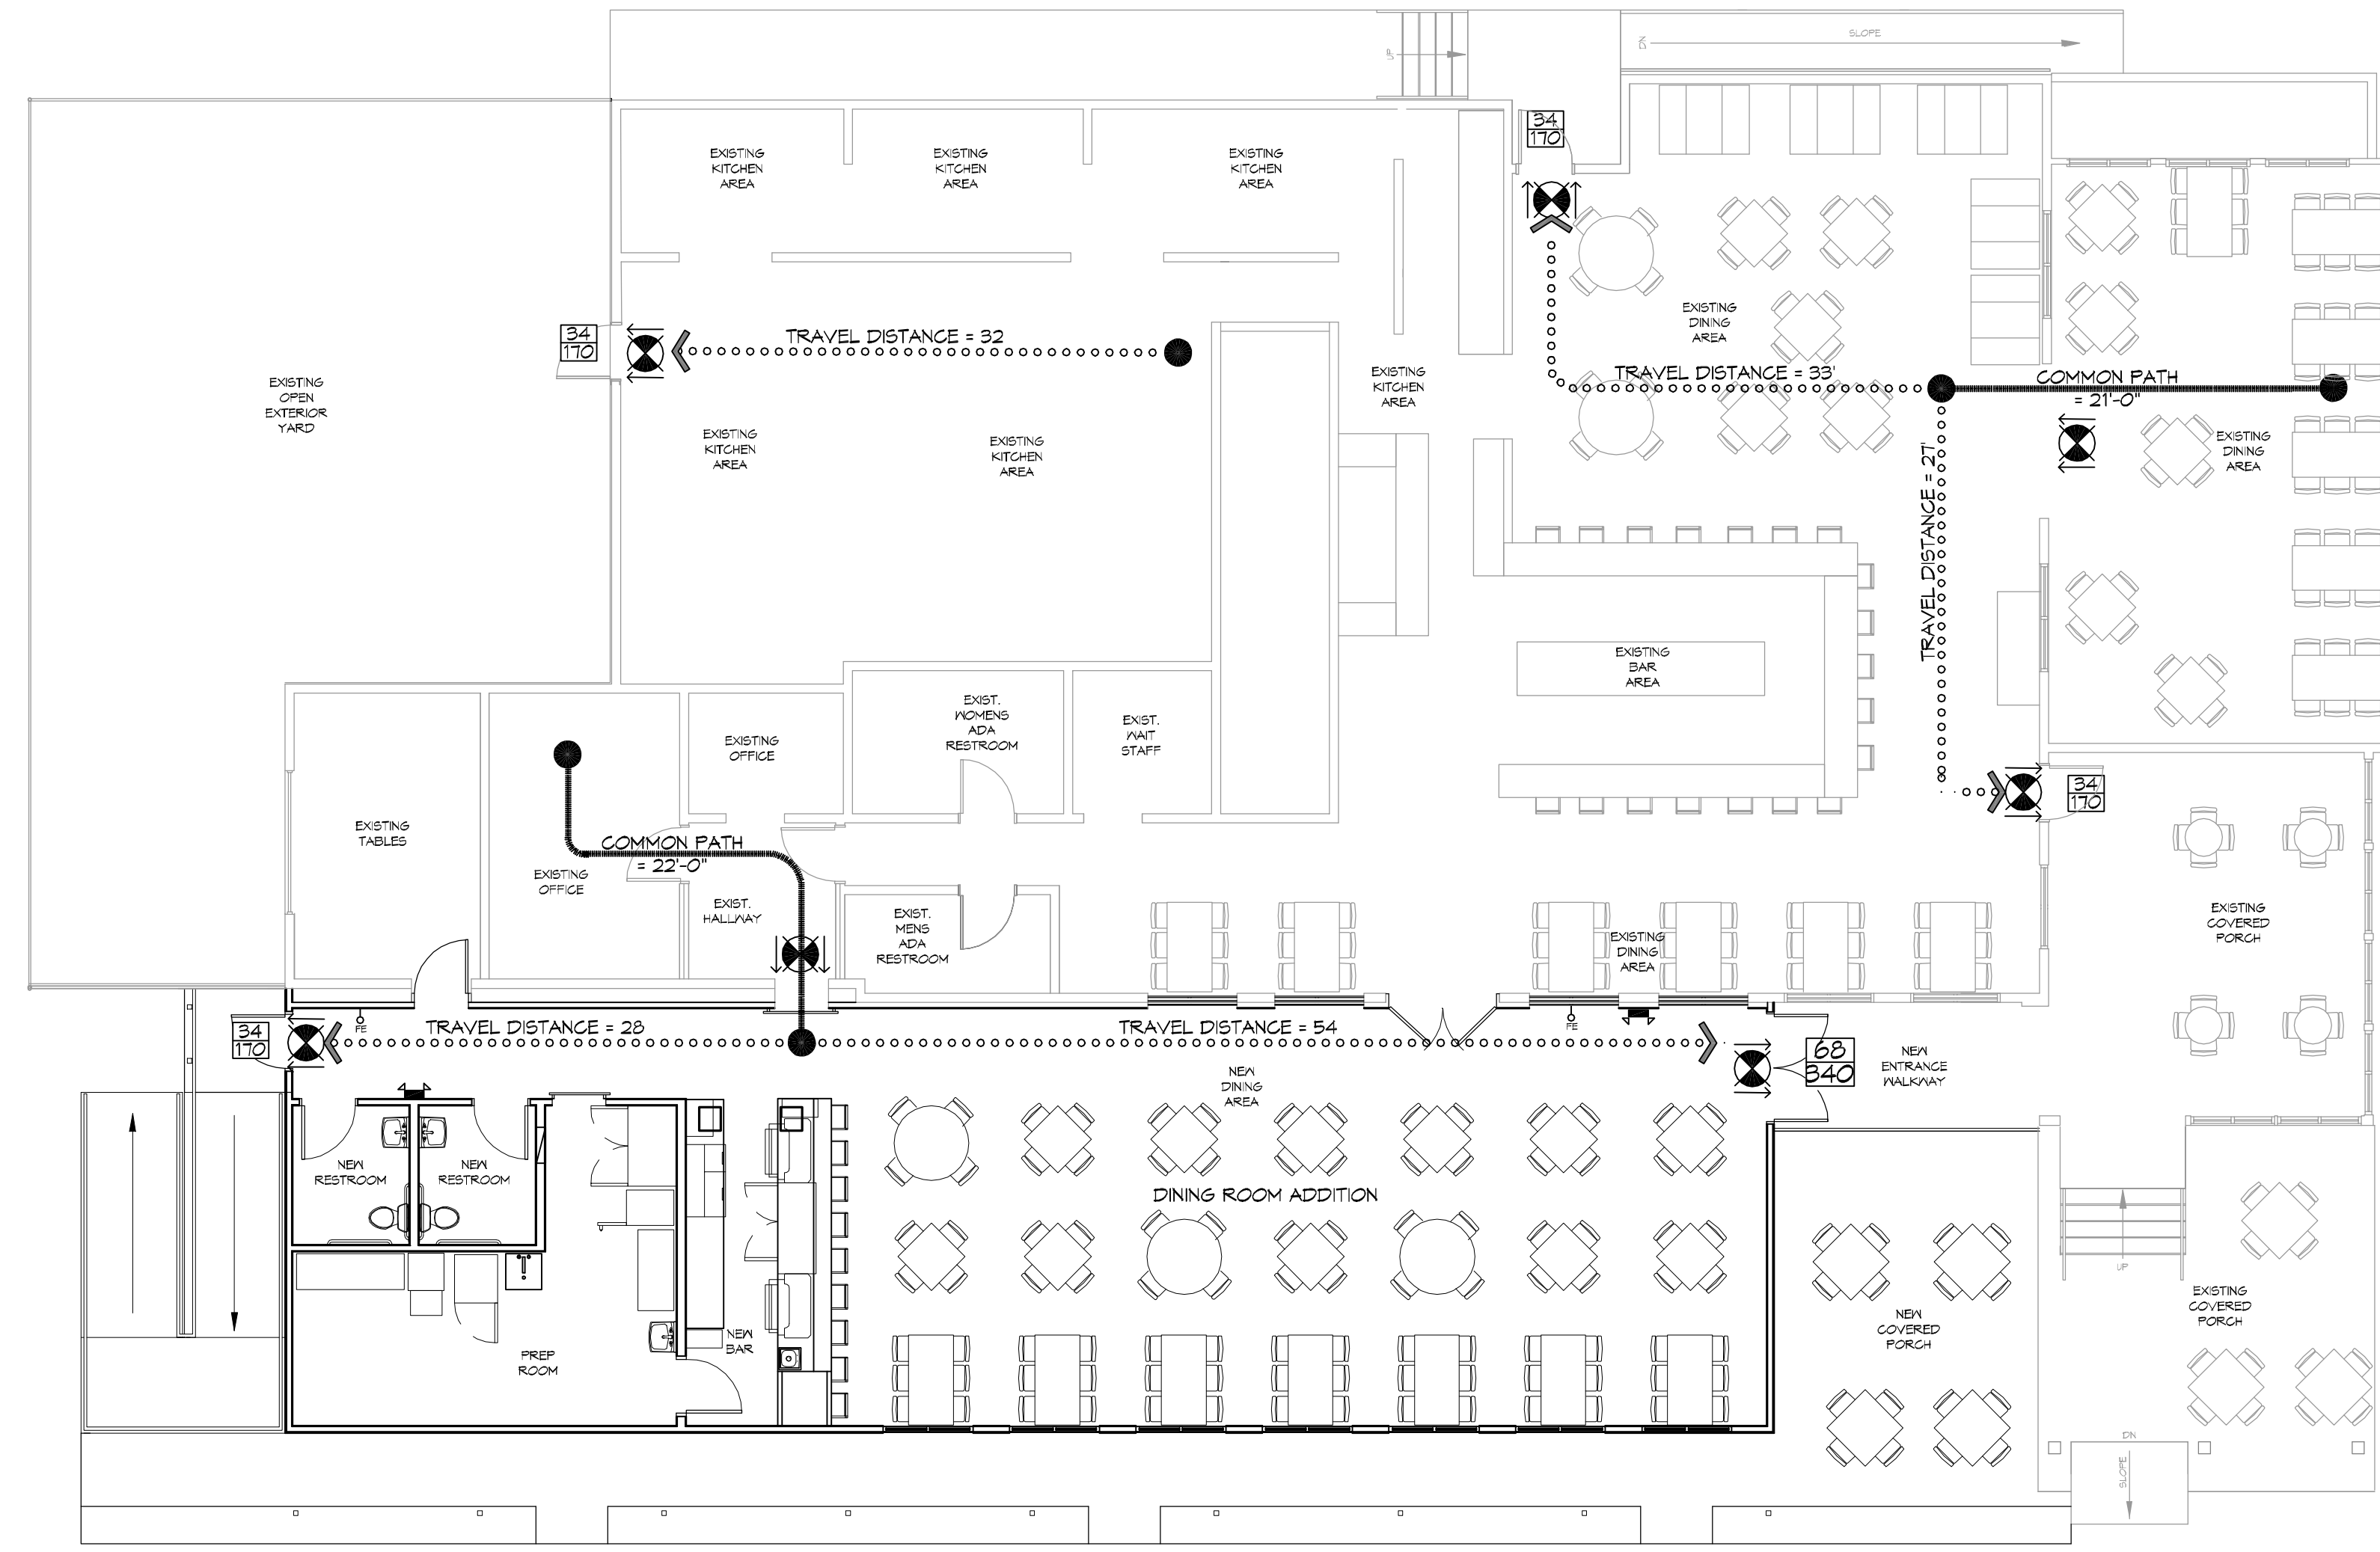 UP
DN
SLOPE
34
170
EXISTING
KITCHEN
AREA
EXISTING
KITCHEN
AREA
EXISTING
KITCHEN
AREA
34
170
TRAVEL DISTANCE = 32
EXISTING
DINING
AREA
EXISTING
OPEN
EXTERIOR
YARD
EXISTING
KITCHEN
AREA
TRAVEL DISTANCE = 33'
COMMON PATH
= 21'-0"
EXISTING
KITCHEN
AREA
EXISTING
KITCHEN
AREA
EXISTING
DINING
AREA
TRAVEL DISTANCE = 27'
EXISTING
BAR
AREA
EXISTING
OFFICE
EXIST.
WOMENS
ADA
RESTROOM
EXIST.
WAIT
STAFF
34
170
EXISTING
TABLES
COMMON PATH
= 22'-0"
EXISTING
OFFICE
EXIST.
HALLWAY
EXIST.
MENS
ADA
RESTROOM
EXISTING
DINING
AREA
EXISTING
COVERED
PORCH
34
170
FE
TRAVEL DISTANCE = 28
TRAVEL DISTANCE = 54
FE
68
340
NEW
ENTRANCE
WALKWAY
NEW
DINING
AREA
NEW
RESTROOM
NEW
RESTROOM
DINING ROOM ADDITION
UP
EXISTING
COVERED
PORCH
NEW
COVERED
PORCH
NEW
BAR
PREP
ROOM
DN
SLOPE